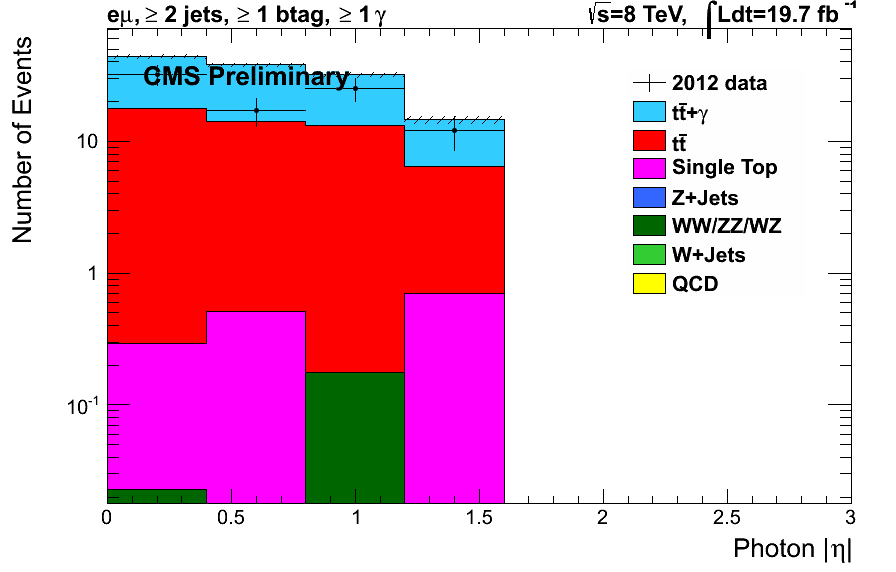 eμ, ≥ 2 jets, ≥ 1 btag, ≥ 1 γ
√s=8 TeV, ∫Ldt=19.7 fb⁻¹
CMS Preliminary
Number of Events
10
1
10⁻¹
2012 data
tt̄+γ
tt̄
Single Top
Z+Jets
WW/ZZ/WZ
W+Jets
QCD
0 0.5 1 1.5 2 2.5 3
Photon |η|